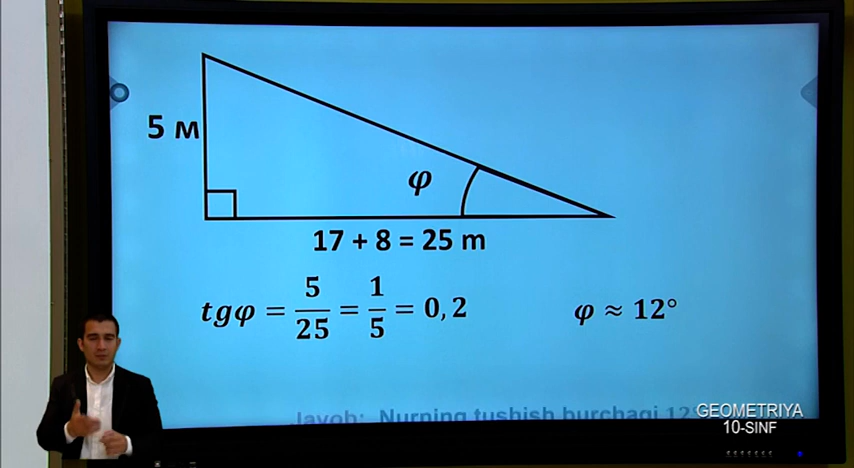 5 м
φ
17 + 8 = 25 m
tgφ = 5/25 = 1/5 = 0,2
φ ≈ 12°
Javob: Nurning tushish burchagi 12
GEOMETRIYA
10-SINF